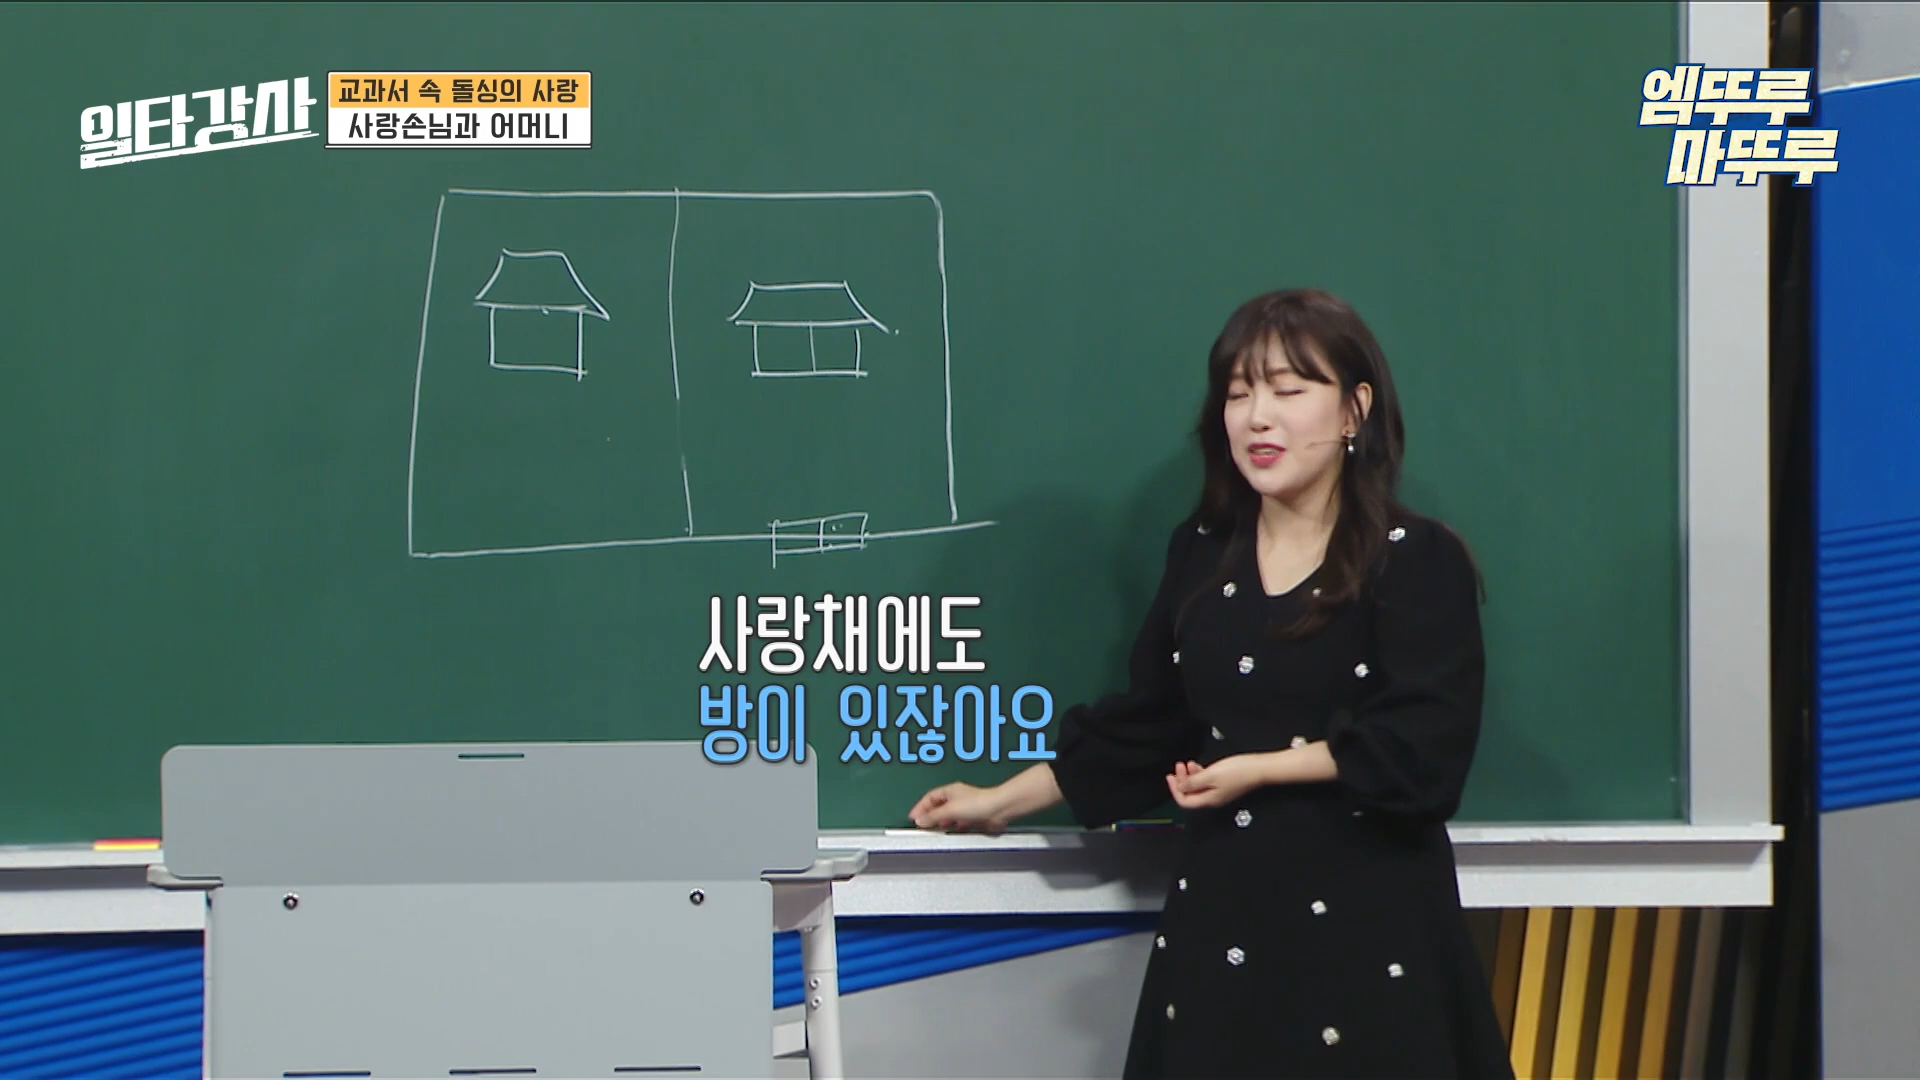 일타강사
교과서 속 돌싱의 사랑
사랑손님과 어머니
엠뚜루
마뚜루
사랑채에도
방이 있잖아요